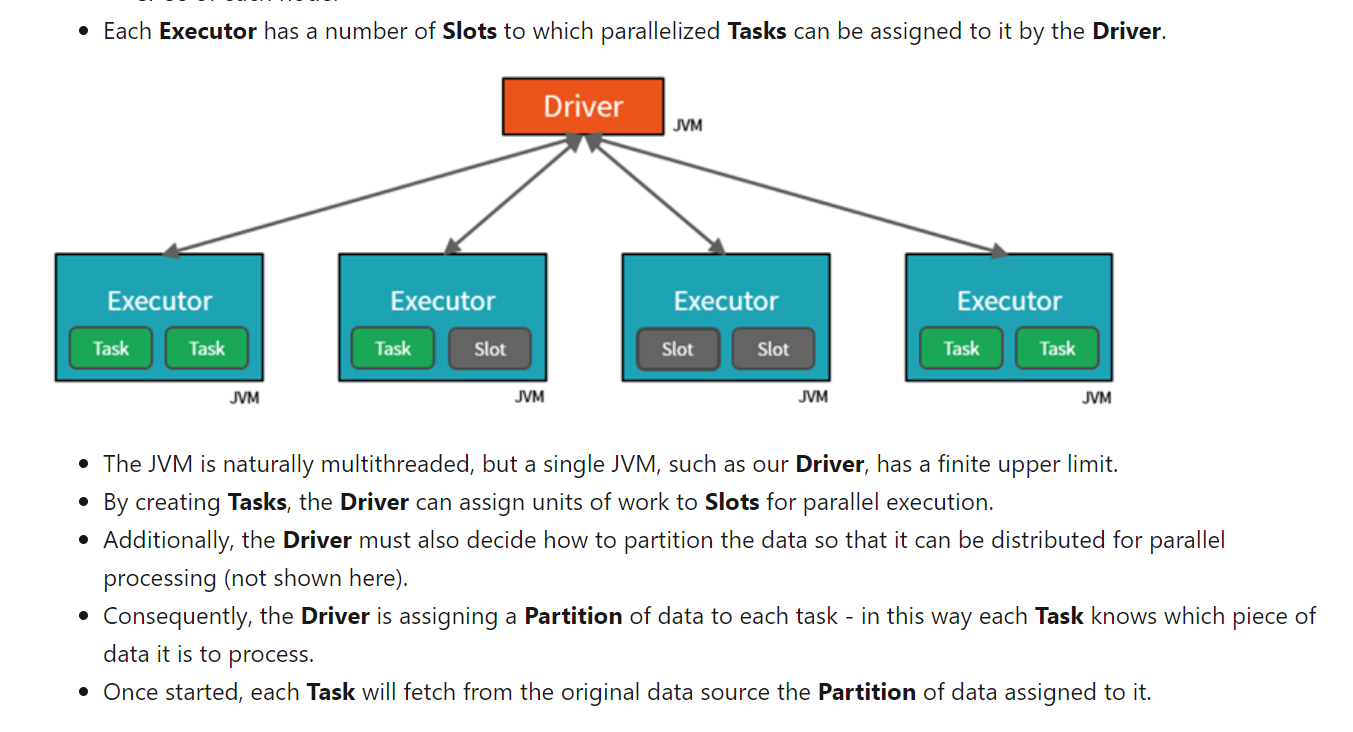 Each Executor has a number of Slots to which parallelized Tasks can be assigned to it by the Driver.
Driver
JVM
Executor
Task Task
JVM
Executor
Task Slot
JVM
Executor
Slot Slot
JVM
Executor
Task Task
JVM
The JVM is naturally multithreaded, but a single JVM, such as our Driver, has a finite upper limit.
By creating Tasks, the Driver can assign units of work to Slots for parallel execution.
Additionally, the Driver must also decide how to partition the data so that it can be distributed for parallel
processing (not shown here).
Consequently, the Driver is assigning a Partition of data to each task - in this way each Task knows which piece of
data it is to process.
Once started, each Task will fetch from the original data source the Partition of data assigned to it.